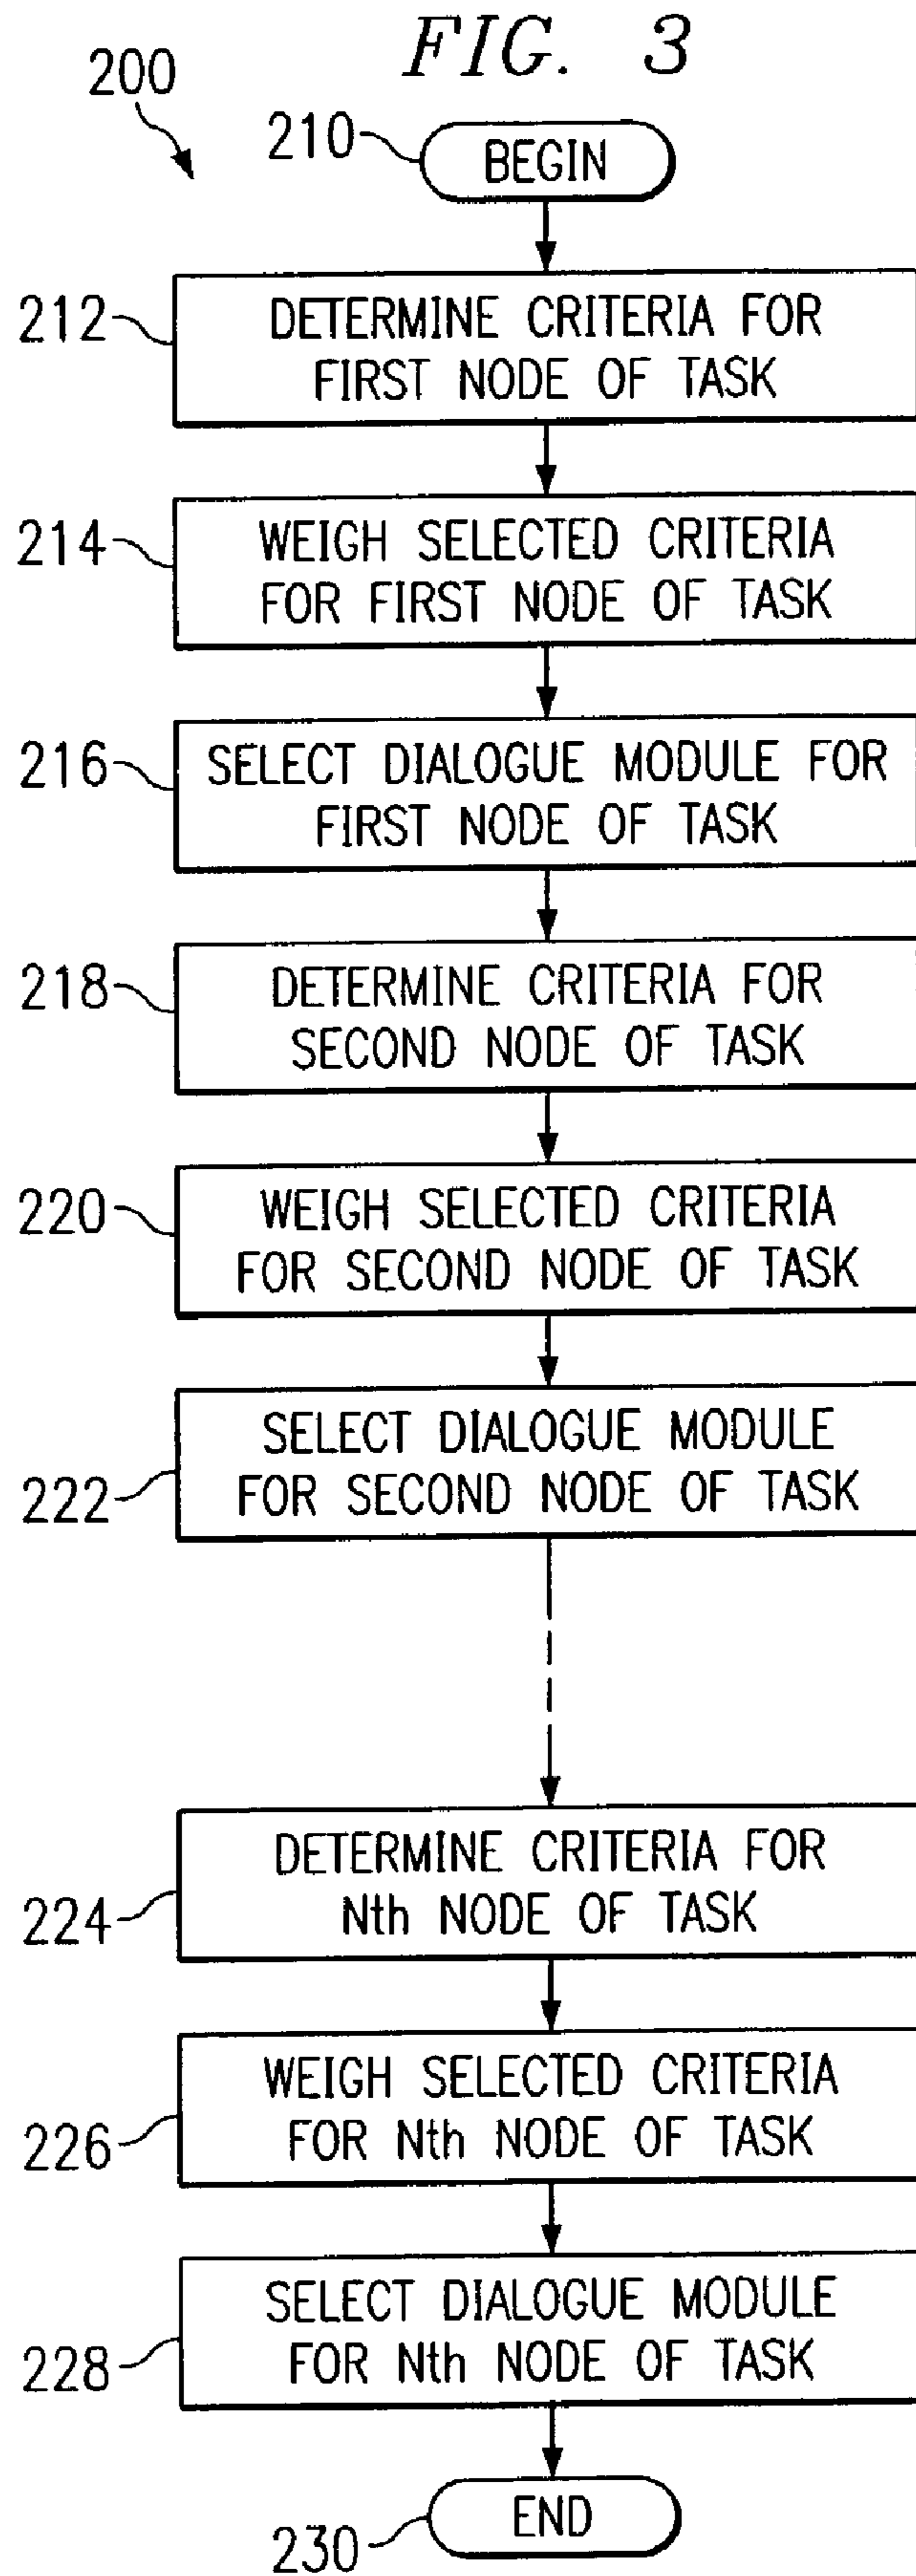 FIG. 3
200
210
BEGIN
212
DETERMINE CRITERIA FOR
FIRST NODE OF TASK
214
WEIGH SELECTED CRITERIA
FOR FIRST NODE OF TASK
216
SELECT DIALOGUE MODULE FOR
FIRST NODE OF TASK
218
DETERMINE CRITERIA FOR
SECOND NODE OF TASK
220
WEIGH SELECTED CRITERIA
FOR SECOND NODE OF TASK
222
SELECT DIALOGUE MODULE
FOR SECOND NODE OF TASK
224
DETERMINE CRITERIA FOR
Nth NODE OF TASK
226
WEIGH SELECTED CRITERIA
FOR Nth NODE OF TASK
228
SELECT DIALOGUE MODULE
FOR Nth NODE OF TASK
230
END